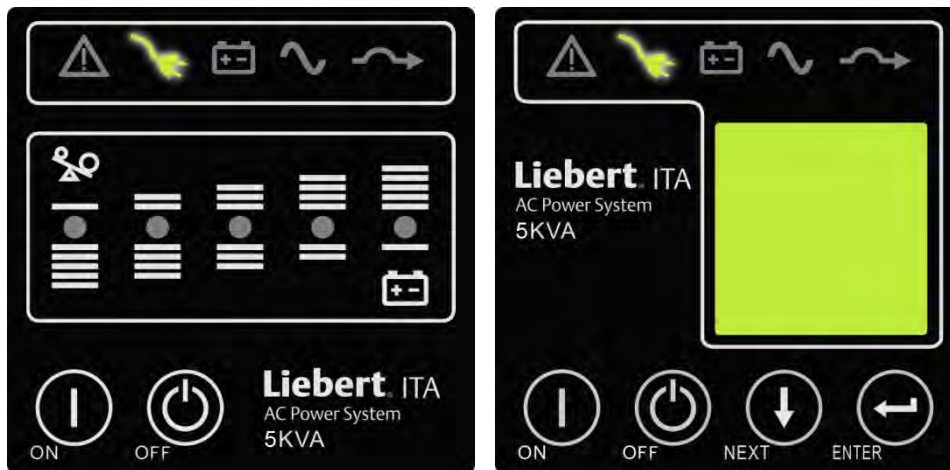 ON
OFF
Liebert ITA
AC Power System
5KVA
Liebert ITA
AC Power System
5KVA
ON
OFF
NEXT
ENTER